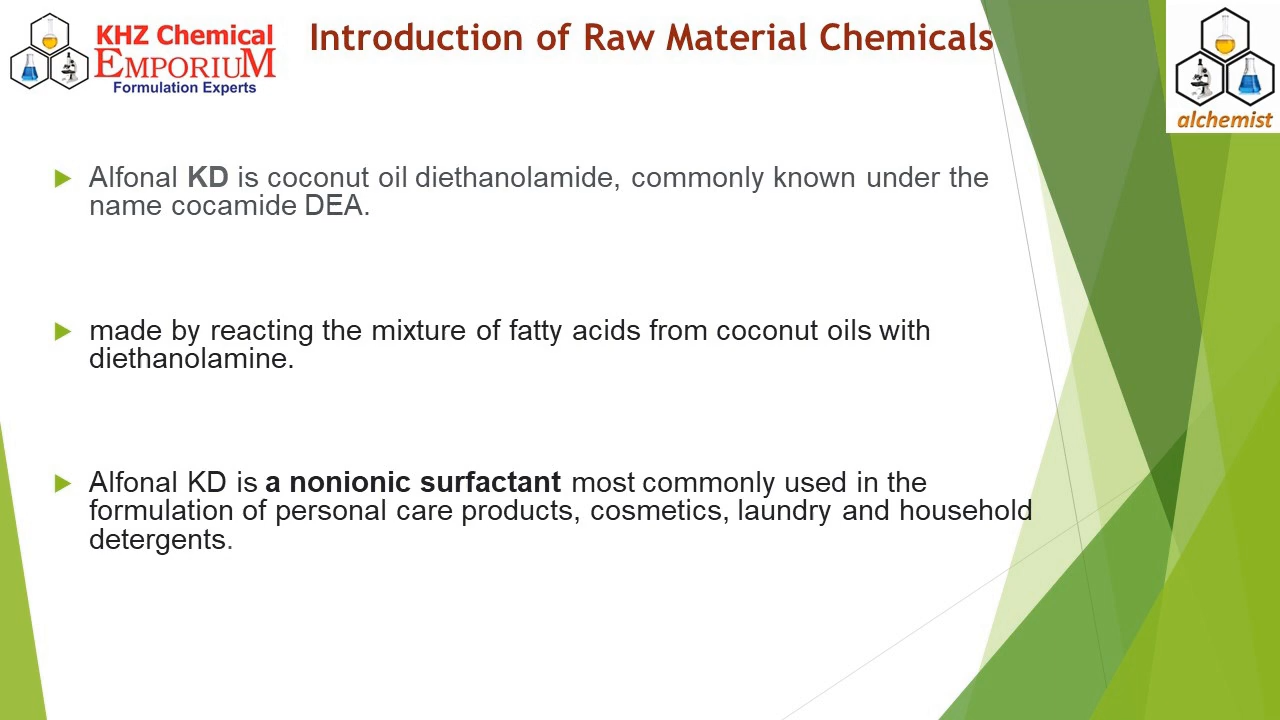 KHZ Chemical
EMPORIUM
Formulation Experts
Introduction of Raw Material Chemicals
alchemist
Alfonal KD is coconut oil diethanolamide, commonly known under the
name cocamide DEA.
made by reacting the mixture of fatty acids from coconut oils with
diethanolamine.
Alfonal KD is a nonionic surfactant most commonly used in the
formulation of personal care products, cosmetics, laundry and household
detergents.